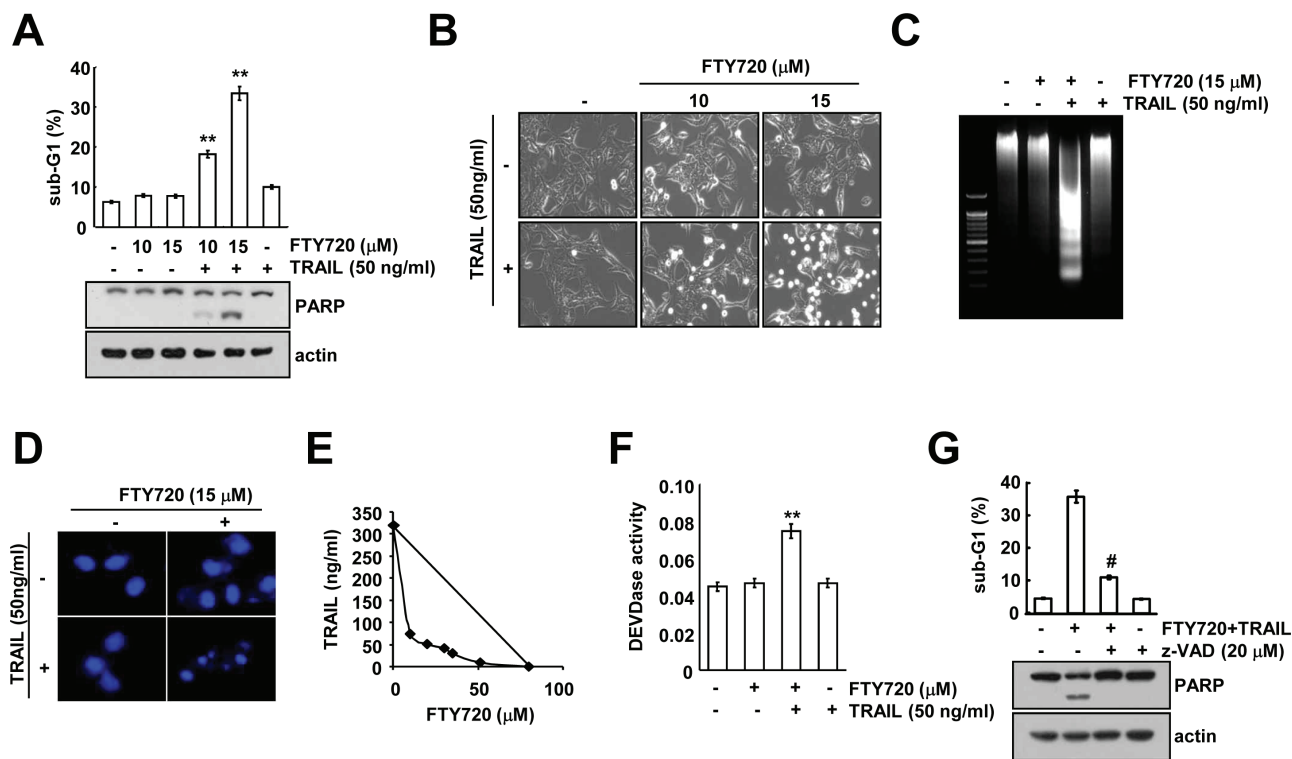 A
40
30
20
10
0
sub-G1 (%)
**
**
- 10 15 10 15 - FTY720 (μM)
- - - + + + TRAIL (50 ng/ml)
PARP
actin
B
FTY720 (μM)
- 10 15
TRAIL (50ng/ml)
-
+
C
- + + - FTY720 (15 μM)
- - + + TRAIL (50 ng/ml)
D
FTY720 (15 μM)
- +
TRAIL (50ng/ml)
-
+
E
350
300
250
200
150
100
50
0
TRAIL (ng/ml)
0 50 100
FTY720 (μM)
F
0.10
0.08
0.06
0.04
0.02
0
DEVDase activity
**
- + + - FTY720 (μM)
- - + + TRAIL (50 ng/ml)
G
40
30
20
10
0
sub-G1 (%)
#
- + + - FTY720+TRAIL
- - + + z-VAD (20 μM)
PARP
actin